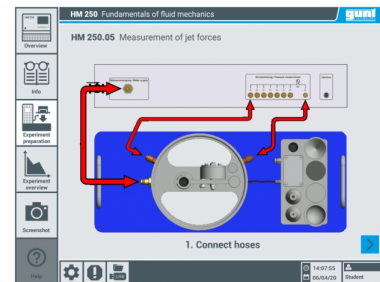 HM 250 Fundamentals of fluid mechanics
gunt
HM 250.05 Measurement of jet forces
Overview
Info
Experiment
preparation
Experiment
overview
Screenshot
Help
1. Connect hoses
14:07:55
06/04/20
Student